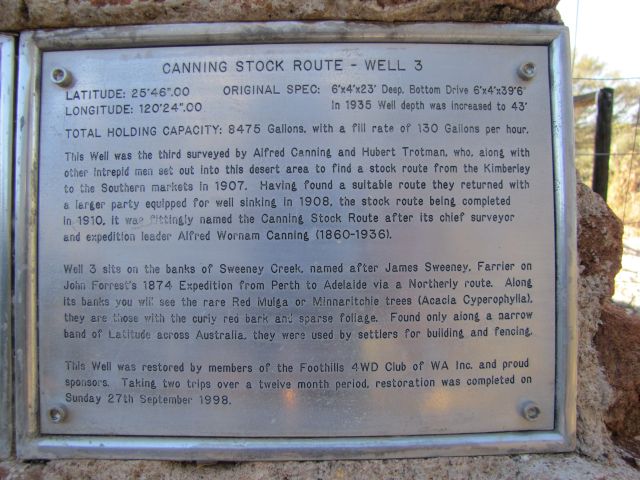 CANNING STOCK ROUTE - WELL 3
LATITUDE: 25°46".00 ORIGINAL SPEC: 6'x4'x23' Deep, Bottom Drive 6'x4'x39'6"
LONGITUDE: 120°24".00 In 1935 Well depth was increased to 43'
TOTAL HOLDING CAPACITY: 8475 Gallons, with a fill rate of 130 Gallons per hour.
This Well was the third surveyed by Alfred Canning and Hubert Trotman, who, along with
other intrepid men set out into this desert area to find a stock route from the Kimberley
to the Southern markets in 1907. Having found a suitable route they returned with
a larger party equipped for well sinking in 1908, the stock route being completed
in 1910, it was fittingly named the Canning Stock Route after its chief surveyor
and expedition leader Alfred Wornam Canning (1860-1936).
Well 3 sits on the banks of Sweeney Creek, named after James Sweeney, Farrier on
John Forrest's 1874 Expedition from Perth to Adelaide via a Northerly route. Along
its banks you will see the rare Red Mulga or Minnaritchie trees (Acacia Cyperophylla),
they are those with the curly red bark and sparse foliage. Found only along a narrow
band of Latitude across Australia, they were used by settlers for building and fencing.
This Well was restored by members of the Foothills 4WD Club of WA Inc. and proud
sponsors. Taking two trips over a twelve month period, restoration was completed on
Sunday 27th September 1998.